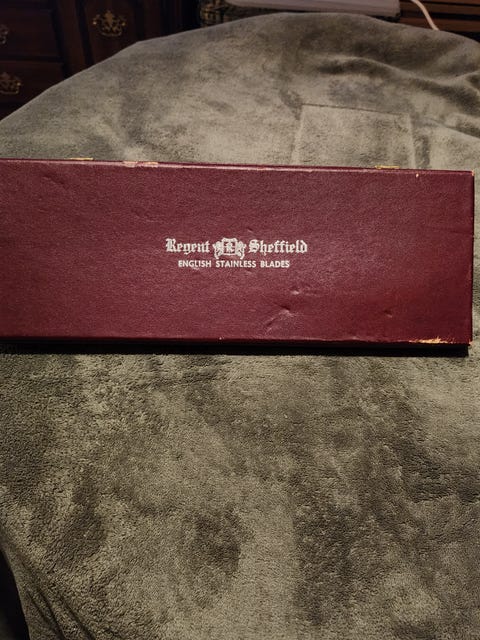 Regent Sheffield
ENGLISH STAINLESS BLADES